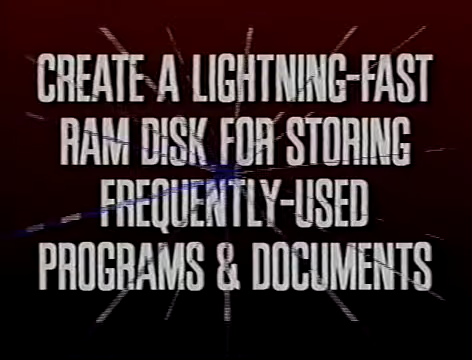 CREATE A LIGHTNING-FAST
RAM DISK FOR STORING
FREQUENTLY-USED
PROGRAMS & DOCUMENTS